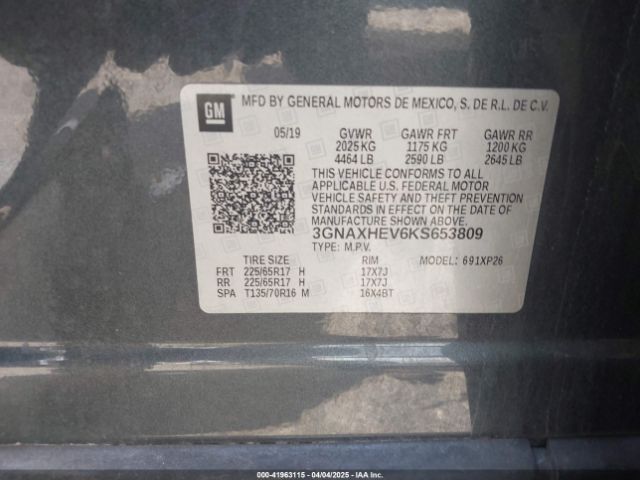 GM
MFD BY GENERAL MOTORS DE MEXICO, S. DE R.L. DE C.V.
05/19 GVWR GAWR FRT GAWR RR
2025 KG 1175 KG 1200 KG
4464 LB 2590 LB 2645 LB
THIS VEHICLE CONFORMS TO ALL
APPLICABLE U.S. FEDERAL MOTOR
VEHICLE SAFETY AND THEFT PREVENTION
STANDARDS IN EFFECT ON THE DATE OF
MANUFACTURE SHOWN ABOVE.
3GNAXHEV6KS653809
TYPE: M.P.V. MODEL: 691XP26
TIRE SIZE RIM
FRT 225/65R17 H 17X7J
RR 225/65R17 H 17X7J
SPA T135/70R16 M 16X4BT
000-41963115 - 04/04/2025 - IAA Inc.